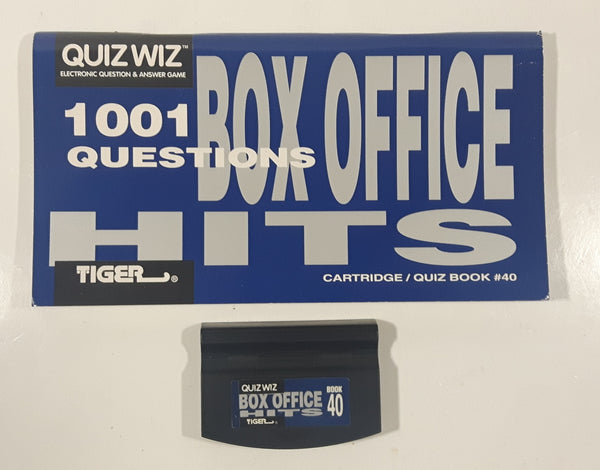 QUIZ WIZ™
ELECTRONIC QUESTION & ANSWER GAME
1001
QUESTIONS
BOX OFFICE
HITS
TIGER®
CARTRIDGE / QUIZ BOOK #40
QUIZ WIZ
BOX OFFICE
HITS
BOOK
40
TIGER